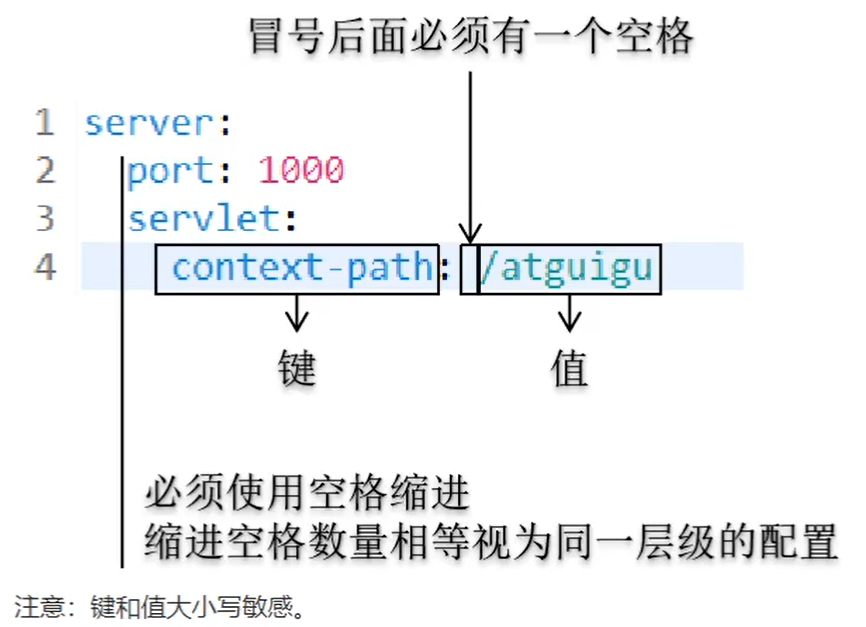 冒号后面必须有一个空格
1 server:
2   port: 1000
3   servlet:
4     context-path: /atguigu
键 值
必须使用空格缩进
缩进空格数量相等视为同一层级的配置
注意：键和值大小写敏感。